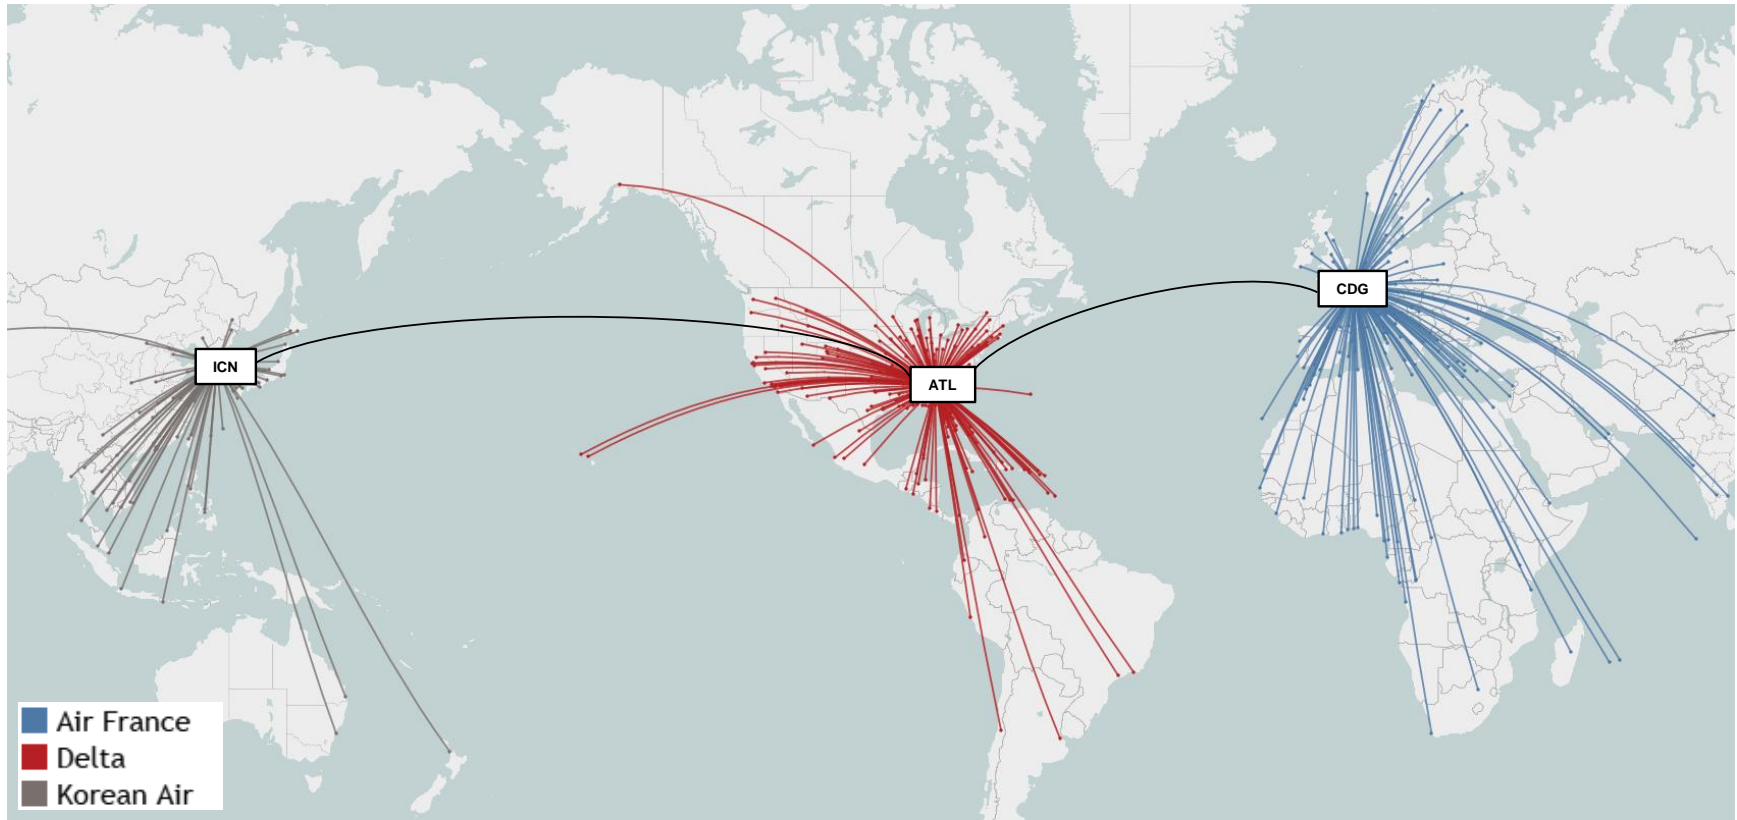 CDG
ICN
ATL
Air France
Delta
Korean Air